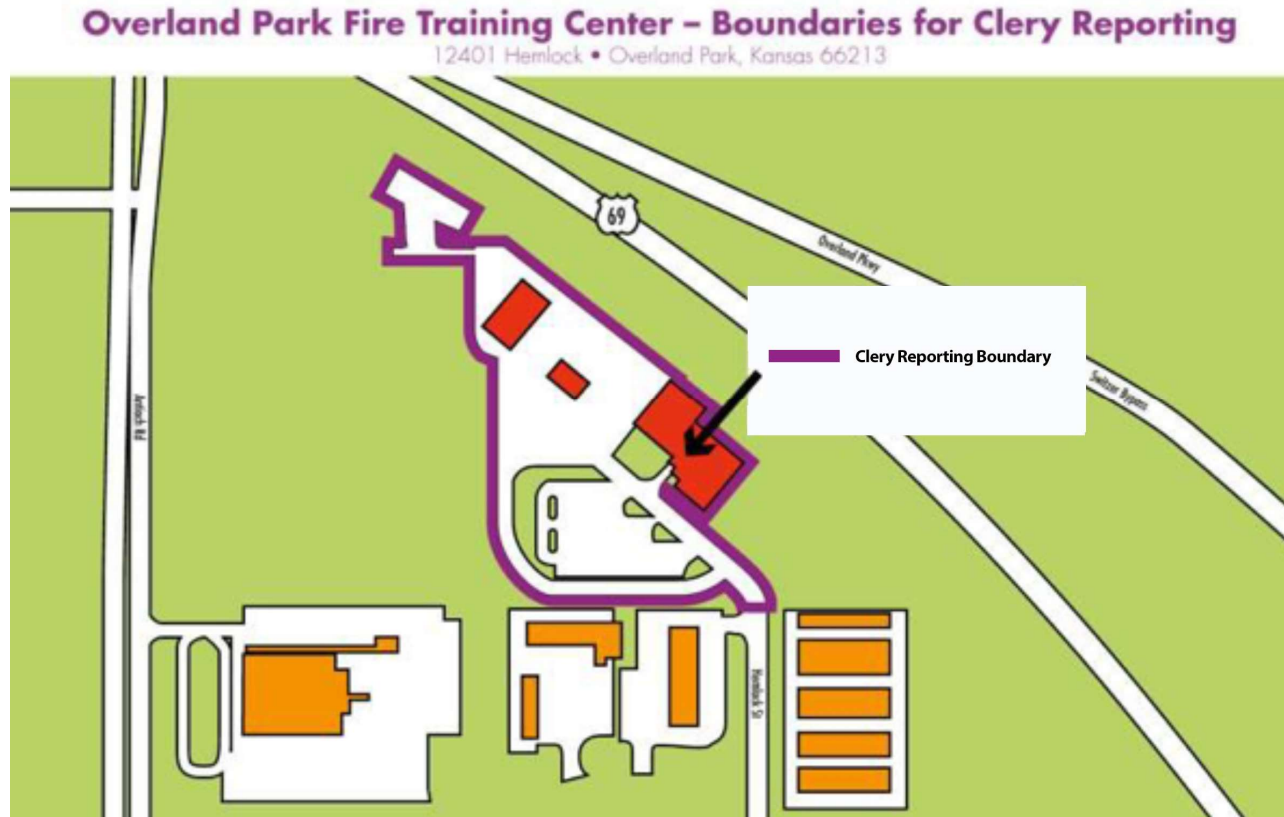 Overland Park Fire Training Center – Boundaries for Clery Reporting
12401 Hemlock • Overland Park, Kansas 66213
69
Overland Pkwy
Clery Reporting Boundary
Switzer Bypass
Antioch Rd
Hemlock St